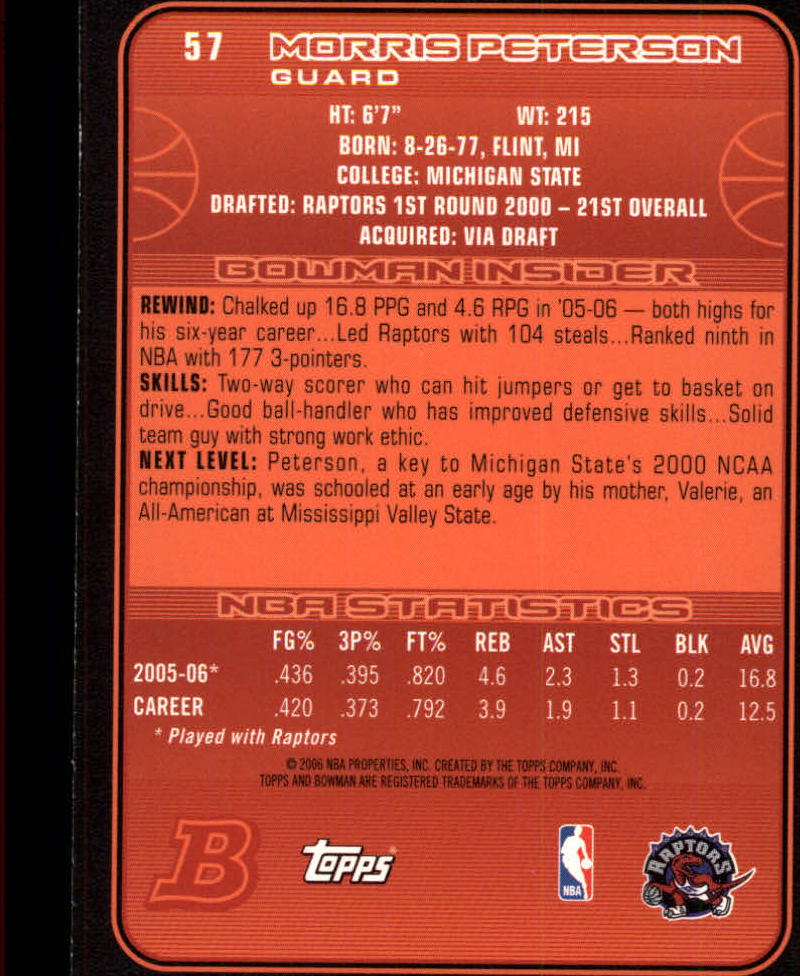 57 MORRIS PETERSON
GUARD
HT: 6'7” WT: 215
BORN: 8-26-77, FLINT, MI
COLLEGE: MICHIGAN STATE
DRAFTED: RAPTORS 1ST ROUND 2000 – 21ST OVERALL
ACQUIRED: VIA DRAFT
BOWMAN INSIDER
REWIND: Chalked up 16.8 PPG and 4.6 RPG in '05-06 — both highs for
his six-year career...Led Raptors with 104 steals...Ranked ninth in
NBA with 177 3-pointers.
SKILLS: Two-way scorer who can hit jumpers or get to basket on
drive...Good ball-handler who has improved defensive skills...Solid
team guy with strong work ethic.
NEXT LEVEL: Peterson, a key to Michigan State's 2000 NCAA
championship, was schooled at an early age by his mother, Valerie, an
All-American at Mississippi Valley State.
NBA STATISTICS
FG% 3P% FT% REB AST STL BLK AVG
2005-06* .436 .395 .820 4.6 2.3 1.3 0.2 16.8
CAREER .420 .373 .792 3.9 1.9 1.1 0.2 12.5
* Played with Raptors
© 2006 NBA PROPERTIES, INC. CREATED BY THE TOPPS COMPANY, INC.
TOPPS AND BOWMAN ARE REGISTERED TRADEMARKS OF THE TOPPS COMPANY, INC.
B TOPPS® NBA RAPTORS